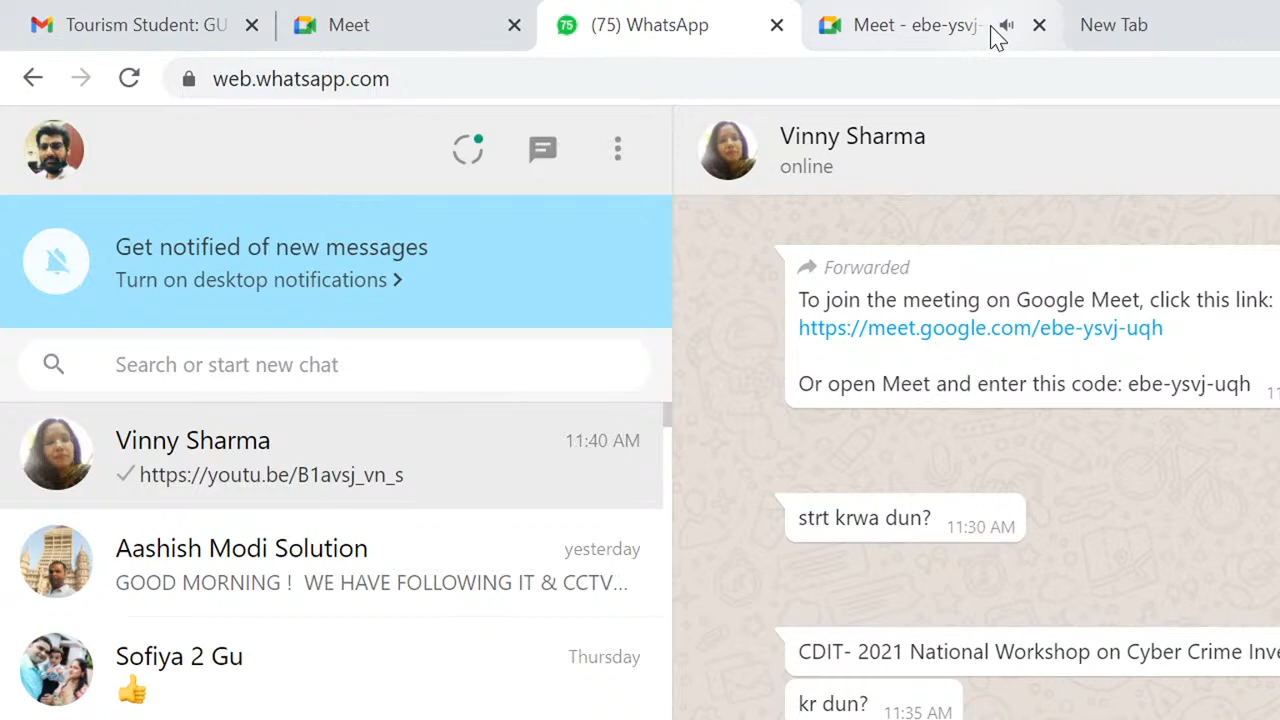 Tourism Student: GU
Meet
75
(75) WhatsApp
Meet - ebe-ysvj-
New Tab
web.whatsapp.com
Vinny Sharma
online
Get notified of new messages
Turn on desktop notifications
Search or start new chat
Vinny Sharma
11:40 AM
https://youtu.be/B1avsj_vn_s
Aashish Modi Solution
yesterday
GOOD MORNING ! WE HAVE FOLLOWING IT & CCTV...
Sofiya 2 Gu
Thursday
Forwarded
To join the meeting on Google Meet, click this link:
https://meet.google.com/ebe-ysvj-uqh
Or open Meet and enter this code: ebe-ysvj-uqh
strt krwa dun?
11:30 AM
CDIT- 2021 National Workshop on Cyber Crime Inve
kr dun?
11:35 AM